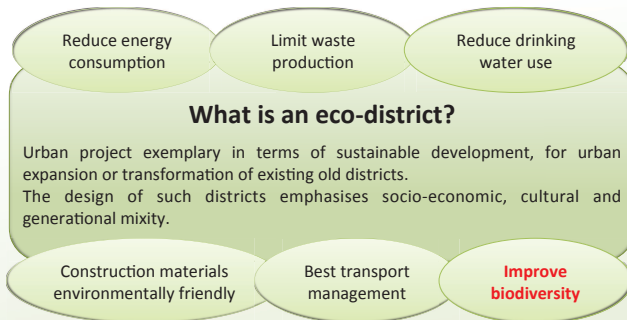 Reduce energy
consumption
Limit waste
production
Reduce drinking
water use
What is an eco-district?
Urban project exemplary in terms of sustainable development, for urban
expansion or transformation of existing old districts.
The design of such districts emphasises socio-economic, cultural and
generational mixity.
Construction materials
environmentally friendly
Best transport
management
Improve
biodiversity